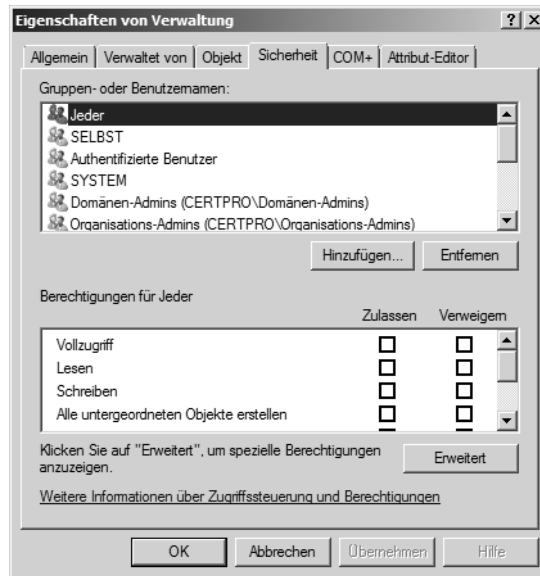 Eigenschaften von Verwaltung
Allgemein Verwaltet von Objekt Sicherheit COM+ Attribut-Editor
Gruppen- oder Benutzernamen:
Jeder
SELBST
Authentifizierte Benutzer
SYSTEM
Domänen-Admins (CERTPRO\Domänen-Admins)
Organisations-Admins (CERTPRO\Organisations-Admins)
Hinzufügen... Entfernen
Berechtigungen für Jeder
Zulassen Verweigern
Vollzugriff
Lesen
Schreiben
Alle untergeordneten Objekte erstellen
Klicken Sie auf "Erweitert", um spezielle Berechtigungen
anzuzeigen.
Erweitert
Weitere Informationen über Zugriffssteuerung und Berechtigungen
OK Abbrechen Übernehmen Hilfe